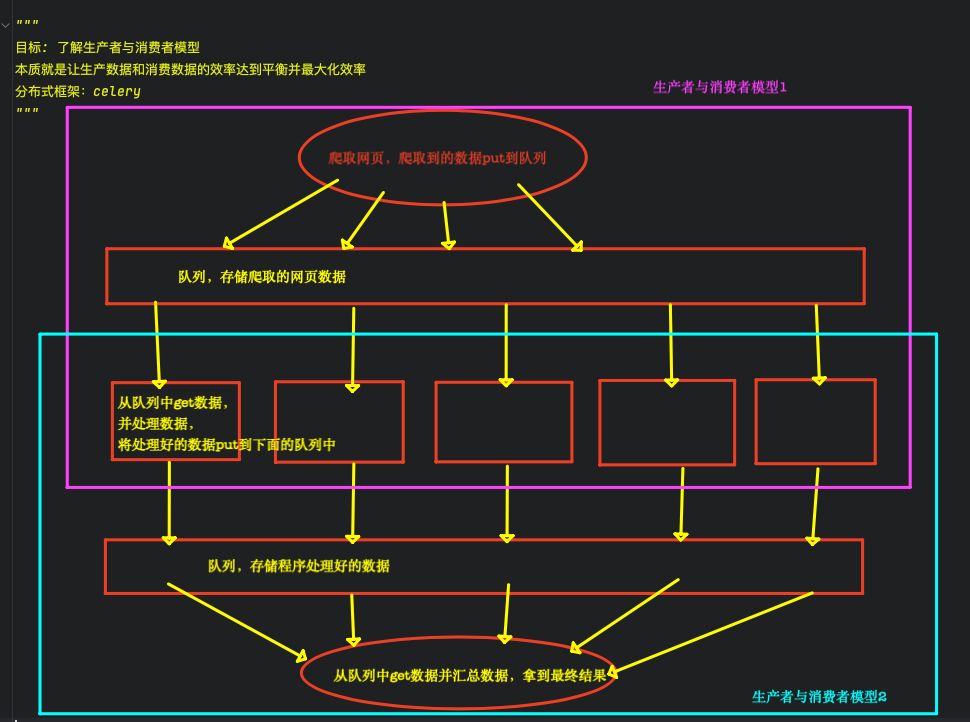 """
目标: 了解生产者与消费者模型
本质就是让生产数据和消费数据的效率达到平衡并最大化效率
分布式框架: celery
"""
生产者与消费者模型1
爬取网页，爬取到的数据put到队列
队列，存储爬取的网页数据
从队列中get数据，
并处理数据，
将处理好的数据put到下面的队列中
队列，存储程序处理好的数据
从队列中get数据并汇总数据，拿到最终结果
生产者与消费者模型2